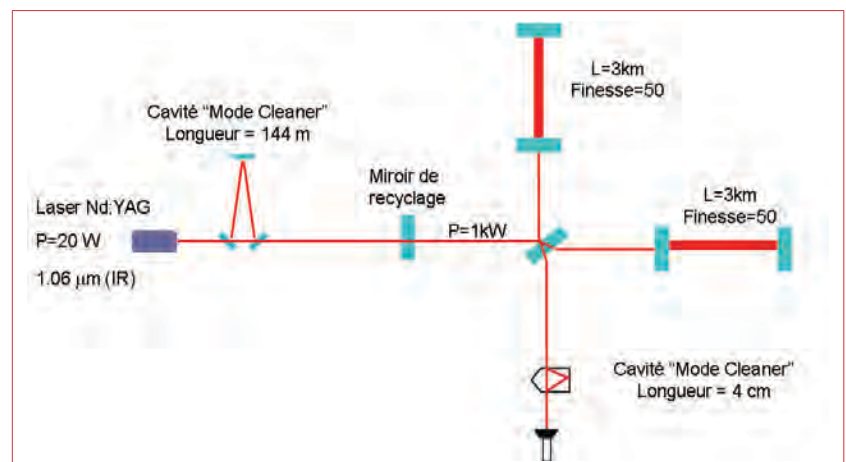 L=3km
Finesse=50
Cavité “Mode Cleaner”
Longueur = 144 m
Miroir de
recyclage
Laser Nd:YAG
P=20 W
1.06 μm (IR)
P=1kW
L=3km
Finesse=50
Cavité “Mode Cleaner”
Longueur = 4 cm